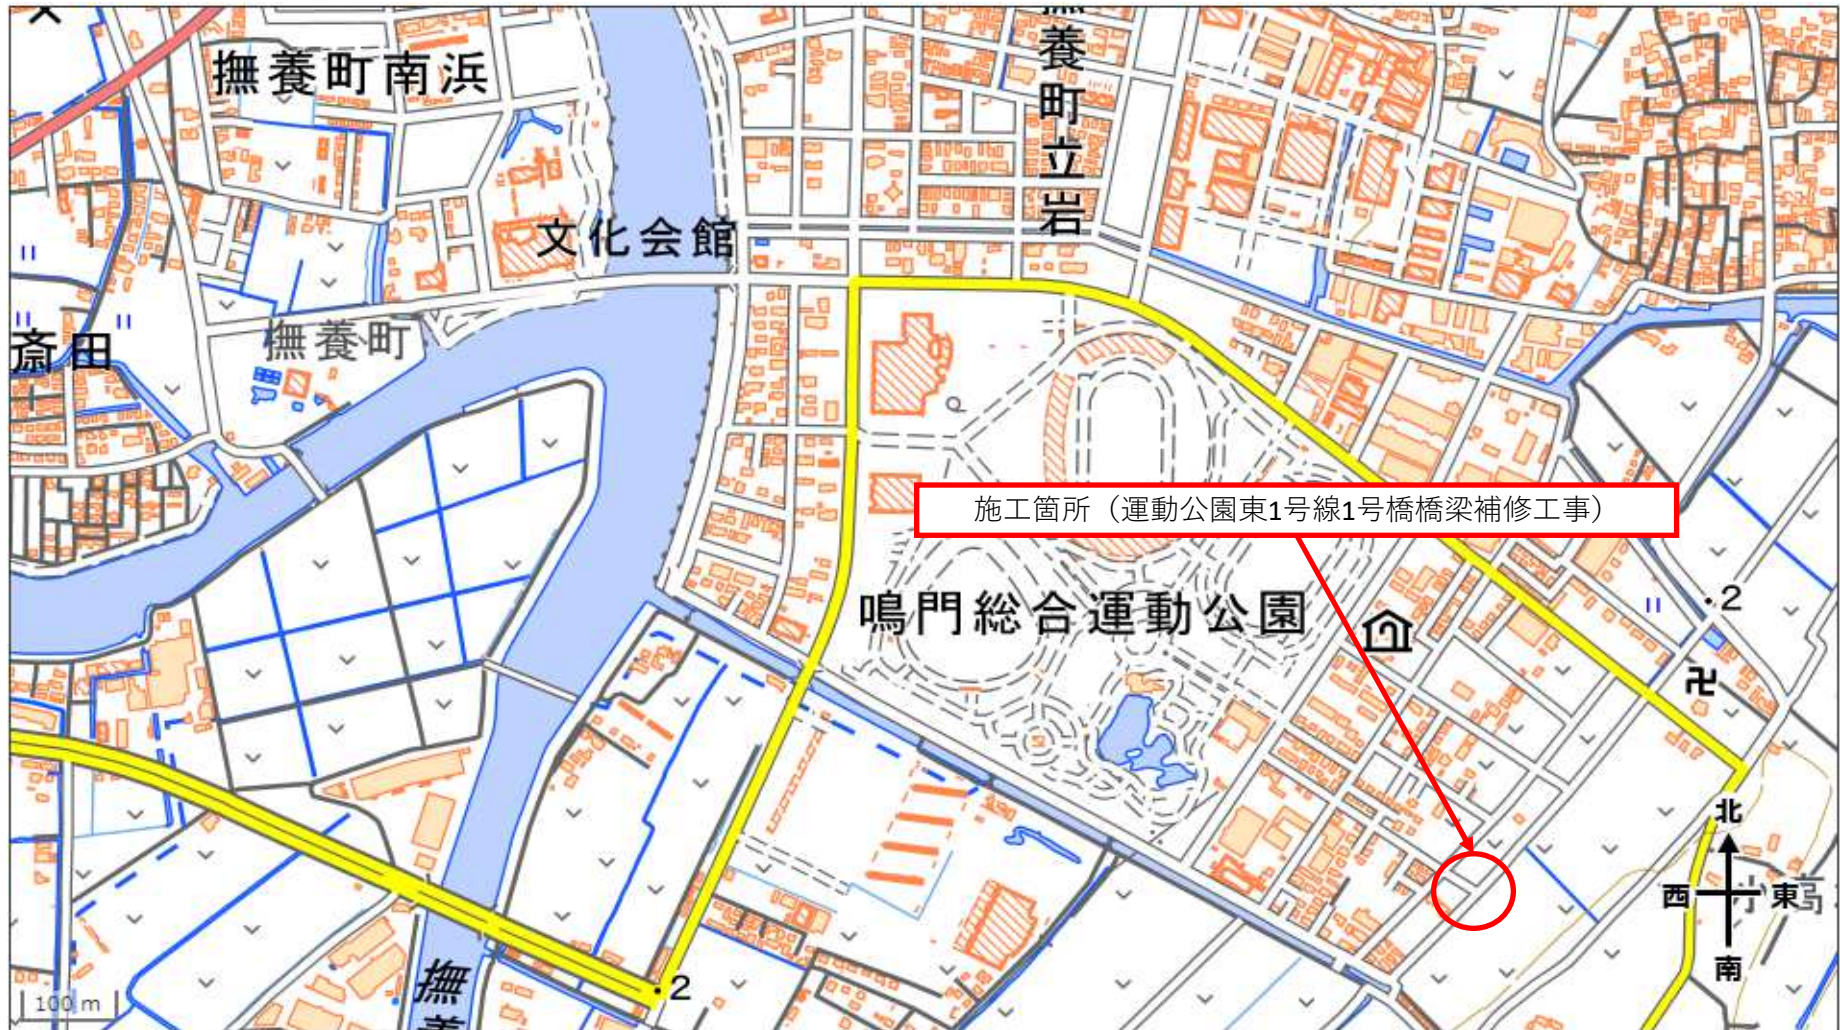 撫養町南浜
撫養町立岩
文化会館
撫養町
斎田
施工箇所（運動公園東1号線1号橋橋梁補修工事）
鳴門総合運動公園
2
北
西
東
南
2
撫養
100 m